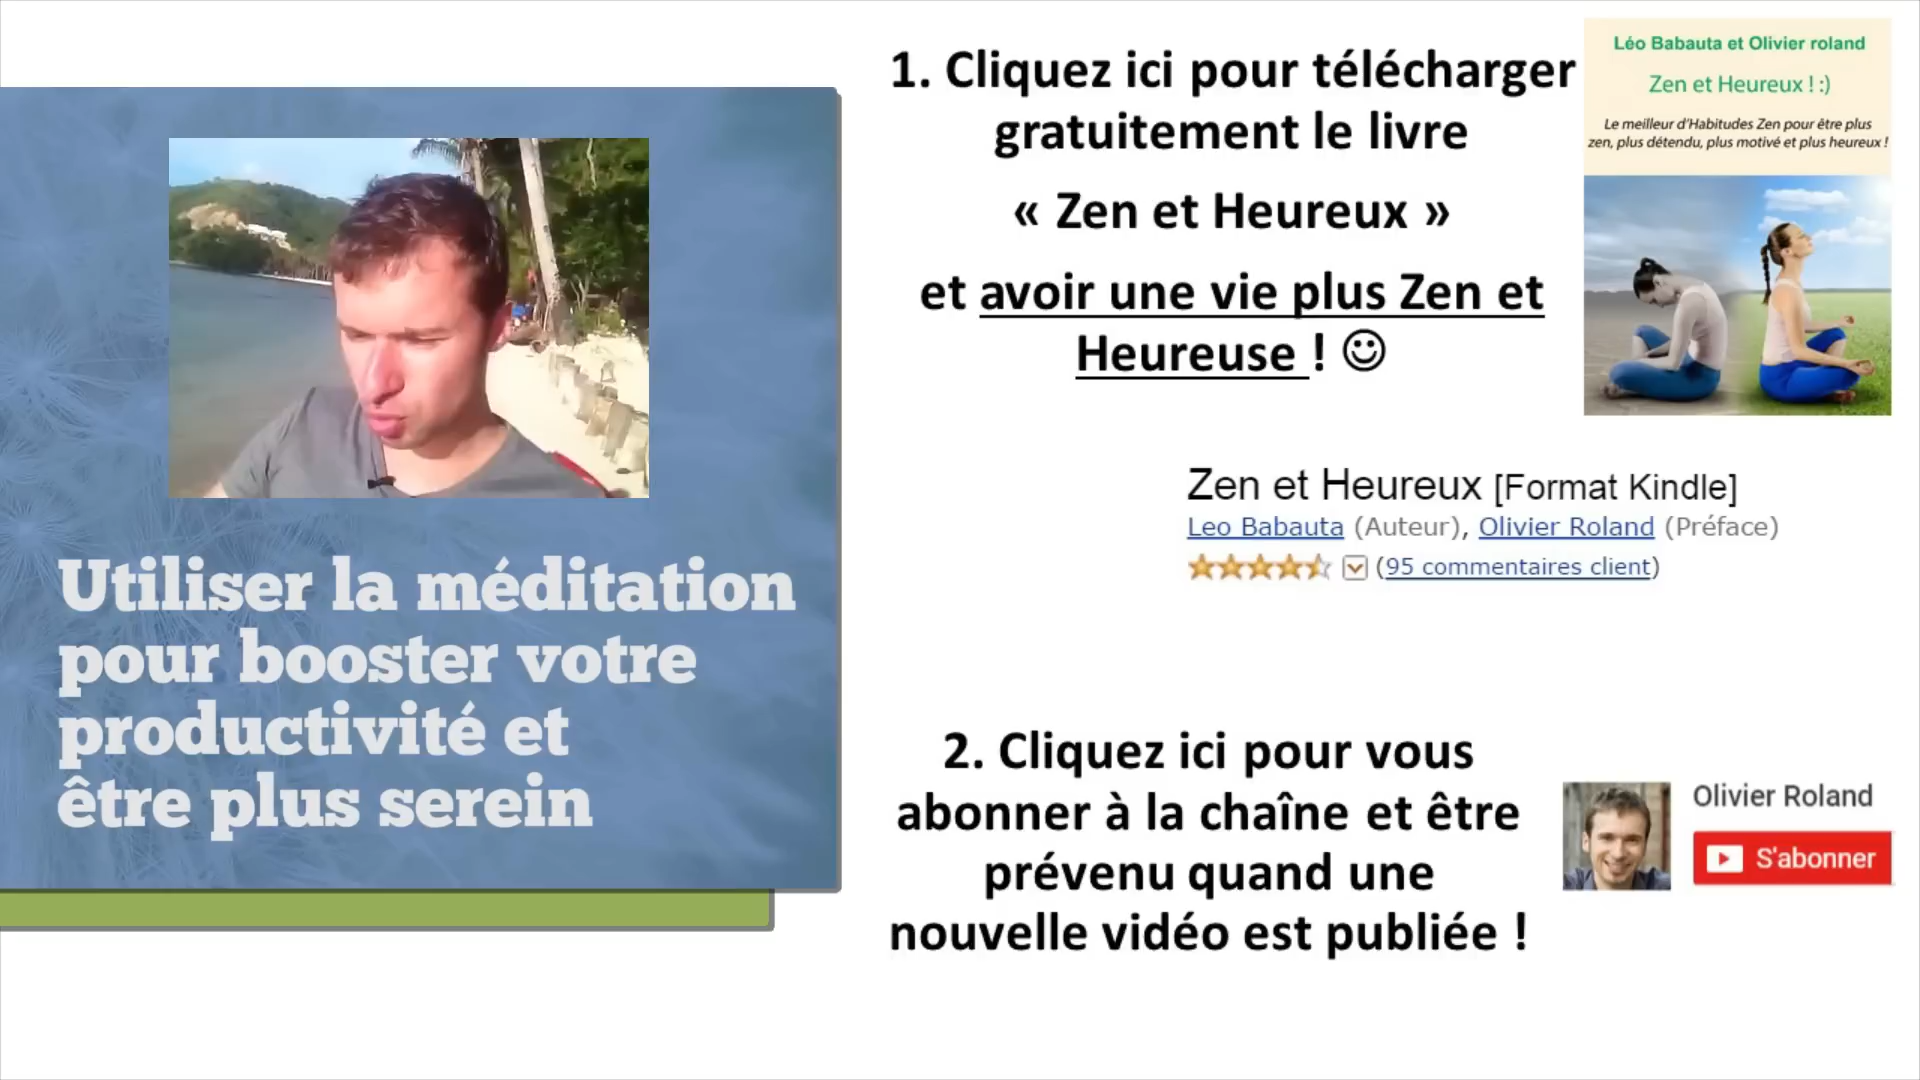 Utiliser la méditation
pour booster votre
productivité et
être plus serein
1. Cliquez ici pour télécharger
gratuitement le livre
« Zen et Heureux »
et avoir une vie plus Zen et
Heureuse ! ☺
Léo Babauta et Olivier roland
Zen et Heureux ! :)
Le meilleur d'Habitudes Zen pour être plus
zen, plus détendu, plus motivé et plus heureux !
Zen et Heureux [Format Kindle]
Leo Babauta (Auteur), Olivier Roland (Préface)
(95 commentaires client)
2. Cliquez ici pour vous
abonner à la chaîne et être
prévenu quand une
nouvelle vidéo est publiée !
Olivier Roland
S'abonner